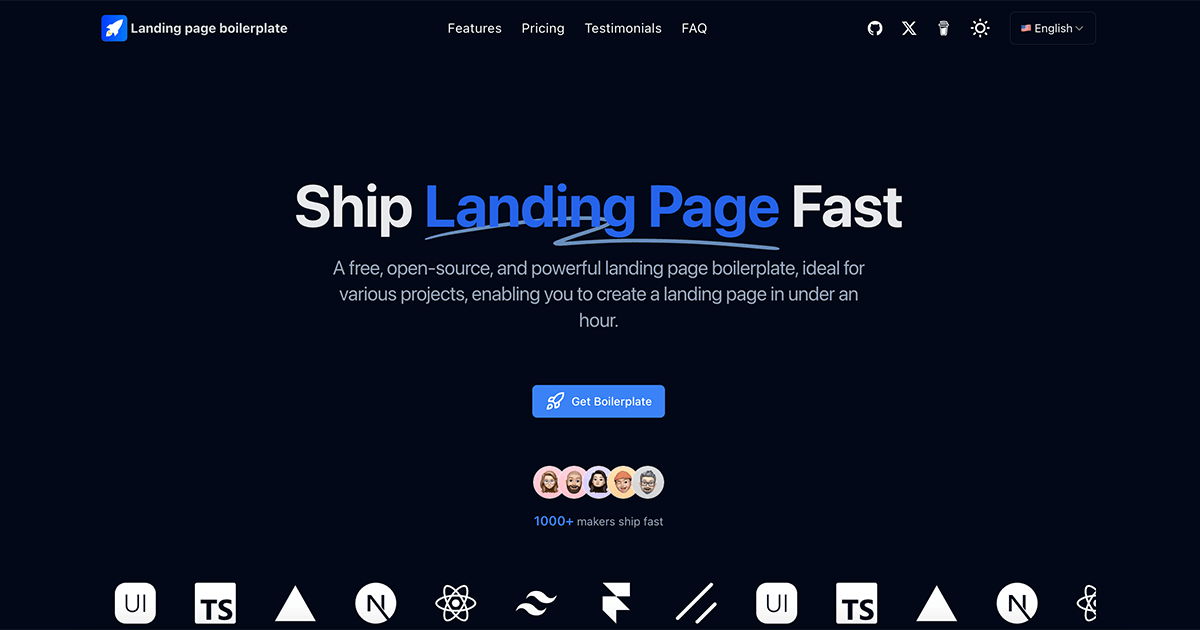 Landing page boilerplate
Features Pricing Testimonials FAQ
English
Ship Landing Page Fast
A free, open-source, and powerful landing page boilerplate, ideal for
various projects, enabling you to create a landing page in under an
hour.
Get Boilerplate
1000+ makers ship fast
UI TS N UI TS N